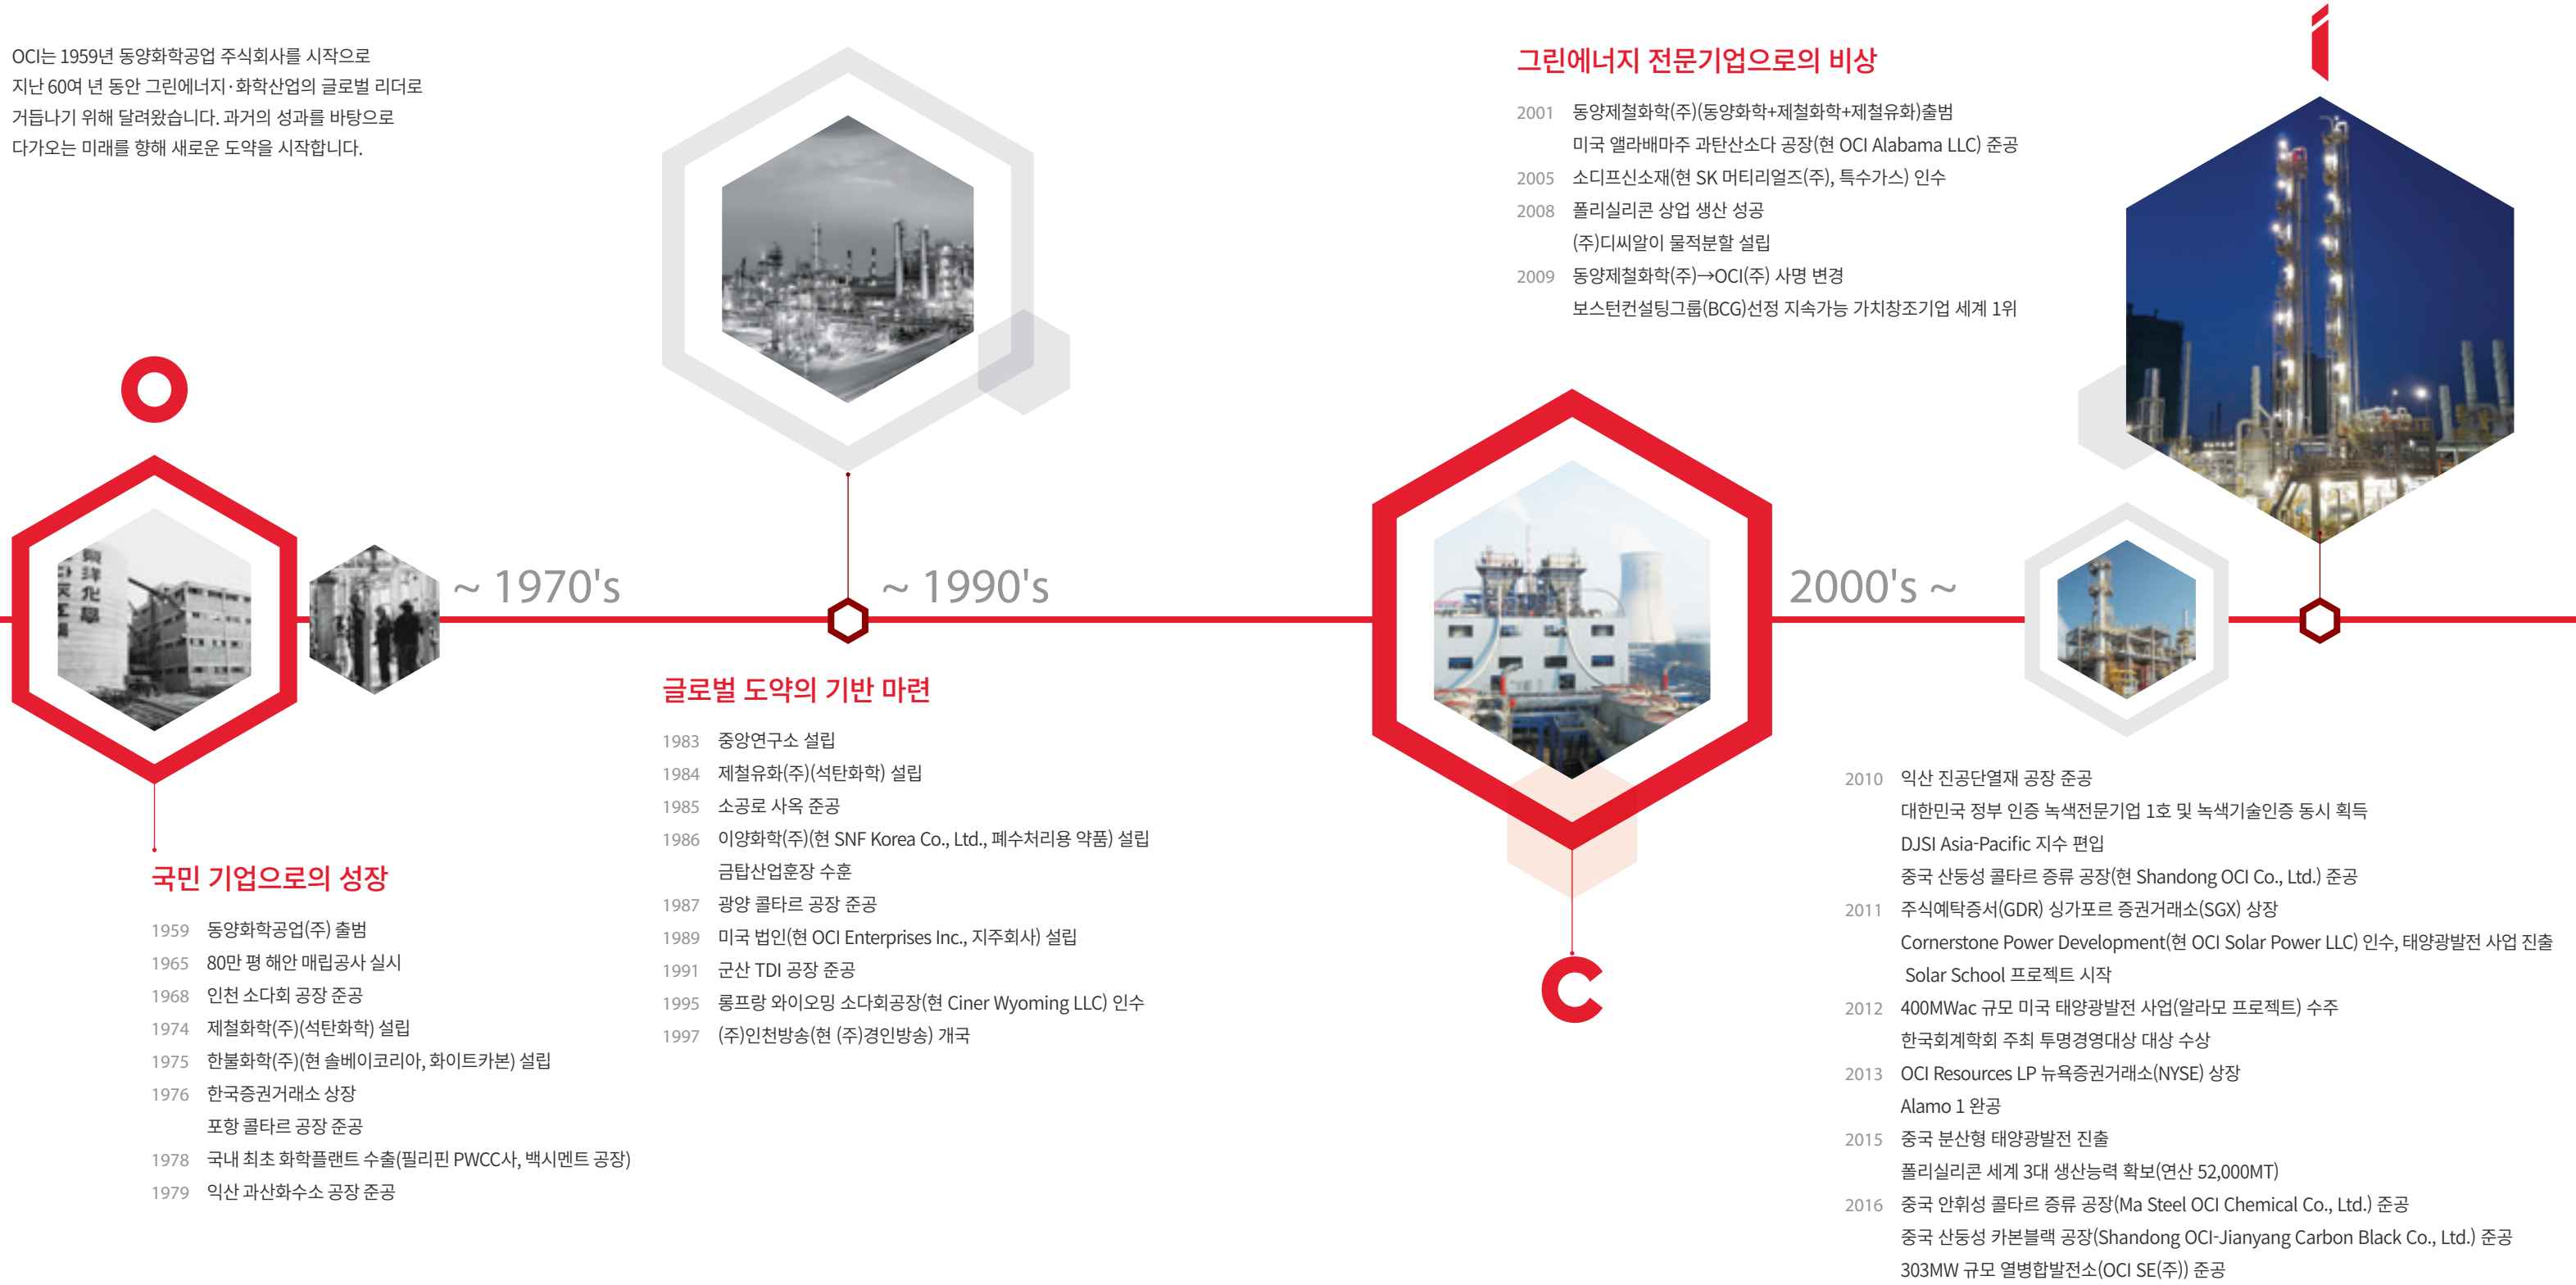 OCI는 1959년 동양화학공업 주식회사를 시작으로
지난 60여 년 동안 그린에너지·화학산업의 글로벌 리더로
거듭나기 위해 달려왔습니다. 과거의 성과를 바탕으로
다가오는 미래를 향해 새로운 도약을 시작합니다.
O
~ 1970's
국민 기업으로의 성장
1959 동양화학공업(주) 출범
1965 80만 평 해안 매립공사 실시
1968 인천 소다회 공장 준공
1974 제철화학(주)(석탄화학) 설립
1975 한불화학(주)(현 솔베이코리아, 화이트카본) 설립
1976 한국증권거래소 상장
포항 콜타르 공장 준공
1978 국내 최초 화학플랜트 수출(필리핀 PWCC사, 백시멘트 공장)
1979 익산 과산화수소 공장 준공
~ 1990's
글로벌 도약의 기반 마련
1983 중앙연구소 설립
1984 제철유화(주)(석탄화학) 설립
1985 소공로 사옥 준공
1986 이양화학(주)(현 SNF Korea Co., Ltd., 폐수처리용 약품) 설립
금탑산업훈장 수훈
1987 광양 콜타르 공장 준공
1989 미국 법인(현 OCI Enterprises Inc., 지주회사) 설립
1991 군산 TDI 공장 준공
1995 롱프랑 와이오밍 소다회공장(현 Ciner Wyoming LLC) 인수
1997 (주)인천방송(현 (주)경인방송) 개국
C
2000's ~
그린에너지 전문기업으로의 비상
2001 동양제철화학(주)(동양화학+제철화학+제철유화)출범
미국 앨라배마주 과탄산소다 공장(현 OCI Alabama LLC) 준공
2005 소디프신소재(현 SK 머티리얼즈(주), 특수가스) 인수
2008 폴리실리콘 상업 생산 성공
(주)디씨알이 물적분할 설립
2009 동양제철화학(주)→OCI(주) 사명 변경
보스턴컨설팅그룹(BCG)선정 지속가능 가치창조기업 세계 1위
i
2010 익산 진공단열재 공장 준공
대한민국 정부 인증 녹색전문기업 1호 및 녹색기술인증 동시 획득
DJSI Asia-Pacific 지수 편입
중국 산둥성 콜타르 증류 공장(현 Shandong OCI Co., Ltd.) 준공
2011 주식예탁증서(GDR) 싱가포르 증권거래소(SGX) 상장
Cornerstone Power Development(현 OCI Solar Power LLC) 인수, 태양광발전 사업 진출
Solar School 프로젝트 시작
2012 400MWac 규모 미국 태양광발전 사업(알라모 프로젝트) 수주
한국회계학회 주최 투명경영대상 대상 수상
2013 OCI Resources LP 뉴욕증권거래소(NYSE) 상장
Alamo 1 완공
2015 중국 분산형 태양광발전 진출
폴리실리콘 세계 3대 생산능력 확보(연산 52,000MT)
2016 중국 안휘성 콜타르 증류 공장(Ma Steel OCI Chemical Co., Ltd.) 준공
중국 산둥성 카본블랙 공장(Shandong OCI-Jianyang Carbon Black Co., Ltd.) 준공
303MW 규모 열병합발전소(OCI SE(주)) 준공